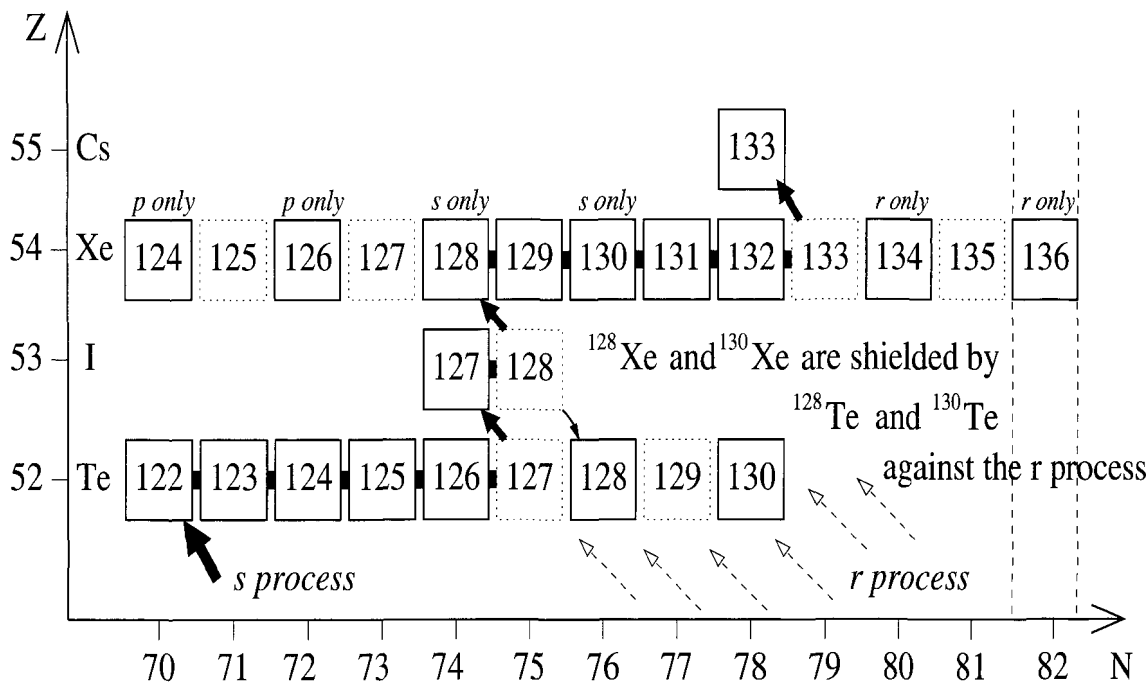 Z
55 Cs 133
p only p only s only s only r only r only
54 Xe 124 125 126 127 128 129 130 131 132 133 134 135 136
53 I 127 128
128Xe and 130Xe are shielded by
128Te and 130Te
against the r process
52 Te 122 123 124 125 126 127 128 129 130
s process r process
70 71 72 73 74 75 76 77 78 79 80 81 82 N